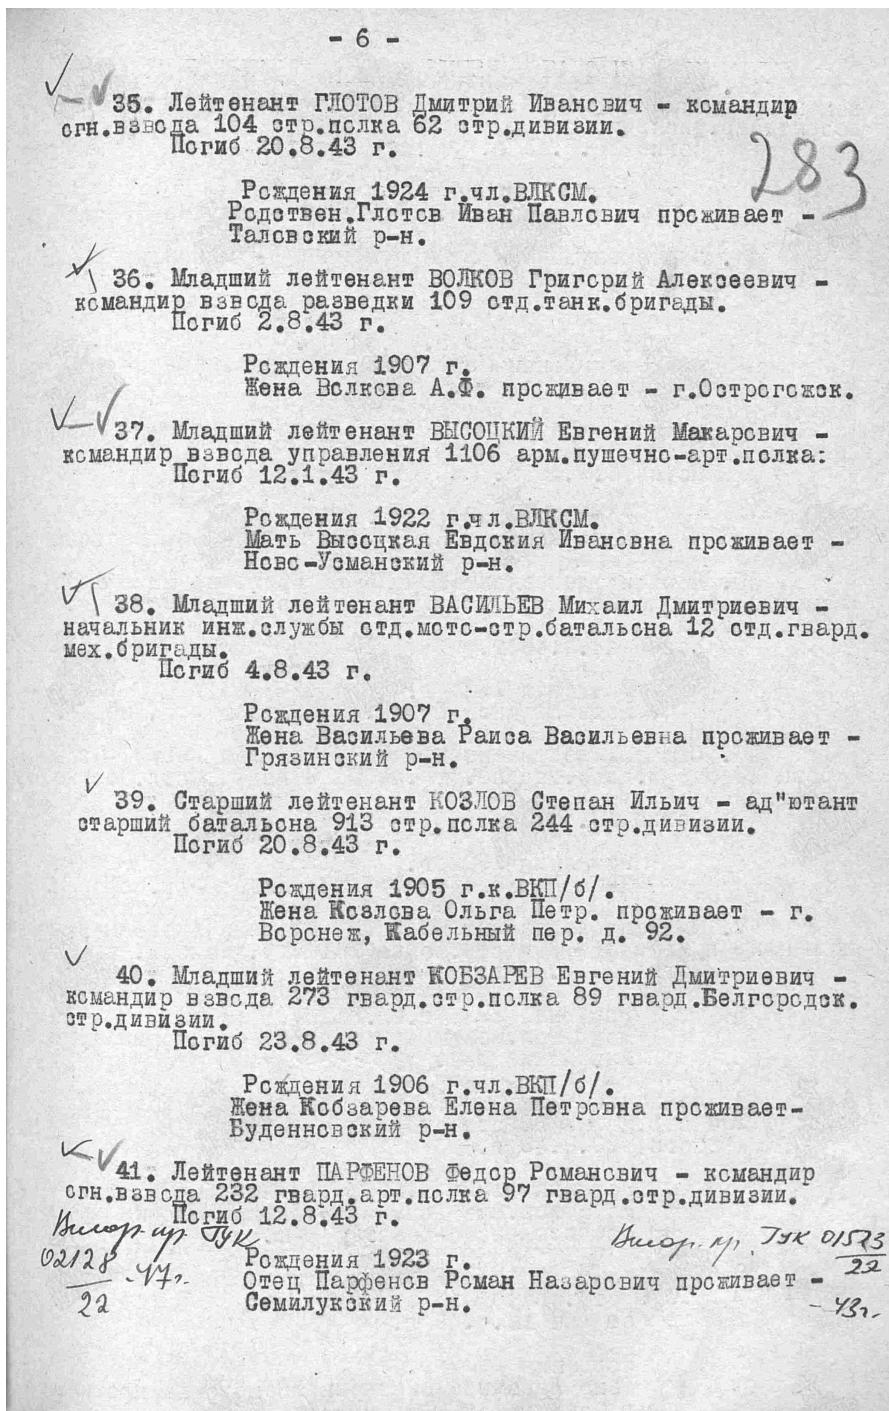 - 6 -
35. Лейтенант ГЛОТОВ Дмитрий Иванович - командир
огн.взвода 104 стр.полка 62 стр.дивизии.
Погиб 20.8.43 г.
283
Рождения 1924 г.чл.ВЛКСМ.
Родствен.Глотов Иван Павлович проживает -
Таловский р-н.
36. Младший лейтенант ВОЛКОВ Григорий Алексеевич -
командир взвода разведки 109 отд.танк.бригады.
Погиб 2.8.43 г.
Рождения 1907 г.
Жена Волкова А.Ф. проживает - г.Острогожск.
37. Младший лейтенант ВЫСОЦКИЙ Евгений Макарович -
командир взвода управления 1106 арм.пушечно-арт.полка:
Погиб 12.1.43 г.
Рождения 1922 г.чл.ВЛКСМ.
Мать Высоцкая Евдокия Ивановна проживает -
Ново-Усманский р-н.
38. Младший лейтенант ВАСИЛЬЕВ Михаил Дмитриевич -
начальник инж.службы отд.мото-стр.батальона 12 отд.гвард.
мех.бригады.
Погиб 4.8.43 г.
Рождения 1907 г.
Жена Васильева Раиса Васильевна проживает -
Грязинский р-н.
39. Старший лейтенант КОЗЛОВ Степан Ильич - ад"ютант
старший батальона 913 стр.полка 244 стр.дивизии.
Погиб 20.8.43 г.
Рождения 1905 г.к.ВКП/б/.
Жена Козлова Ольга Петр. проживает - г.
Воронеж, Кабельный пер. д. 92.
40. Младший лейтенант КОБЗАРЕВ Евгений Дмитриевич -
командир взвода 273 гвард.стр.полка 89 гвард.Белгородск.
стр.дивизии.
Погиб 23.8.43 г.
Рождения 1906 г.чл.ВКП/б/.
Жена Кобзарева Елена Петровна проживает-
Буденновский р-н.
41. Лейтенант ПАРФЕНОВ Федор Романович - командир
огн.взвода 232 гвард.арт.полка 97 гвард.стр.дивизии.
Погиб 12.8.43 г.
пр. ГУК
02128
22
-47г.
пр. ГУК 01573
22
- 43г.
Рождения 1923 г.
Отец Парфенов Роман Назарович проживает -
Семилукский р-н.